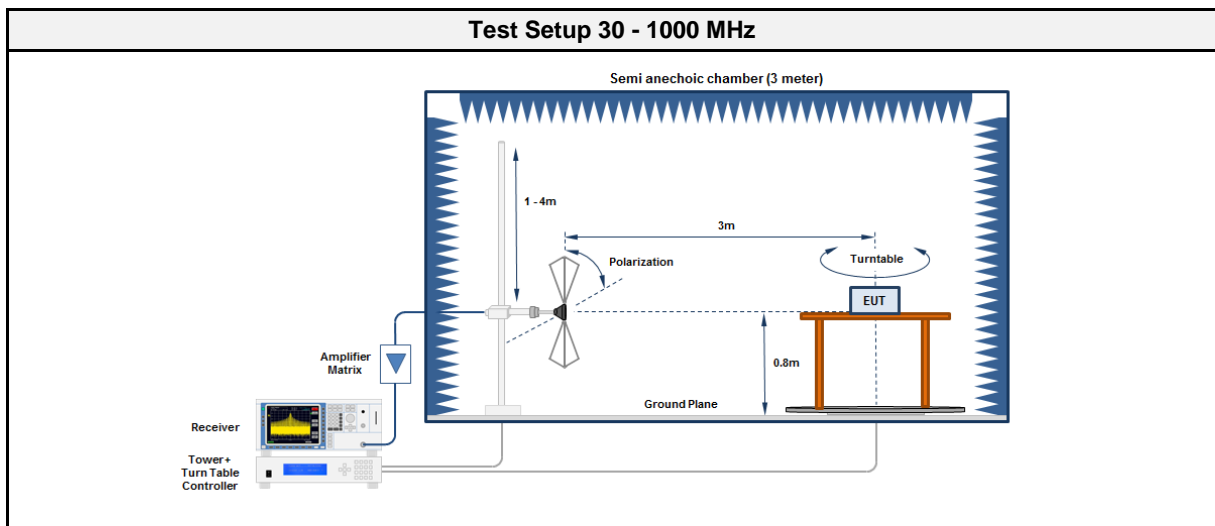 Test Setup 30 - 1000 MHz
Semi anechoic chamber (3 meter)
1 - 4m
3m
Polarization
Turntable
EUT
Amplifier
Matrix
0.8m
Ground Plane
Receiver
Tower+
Turn Table
Controller